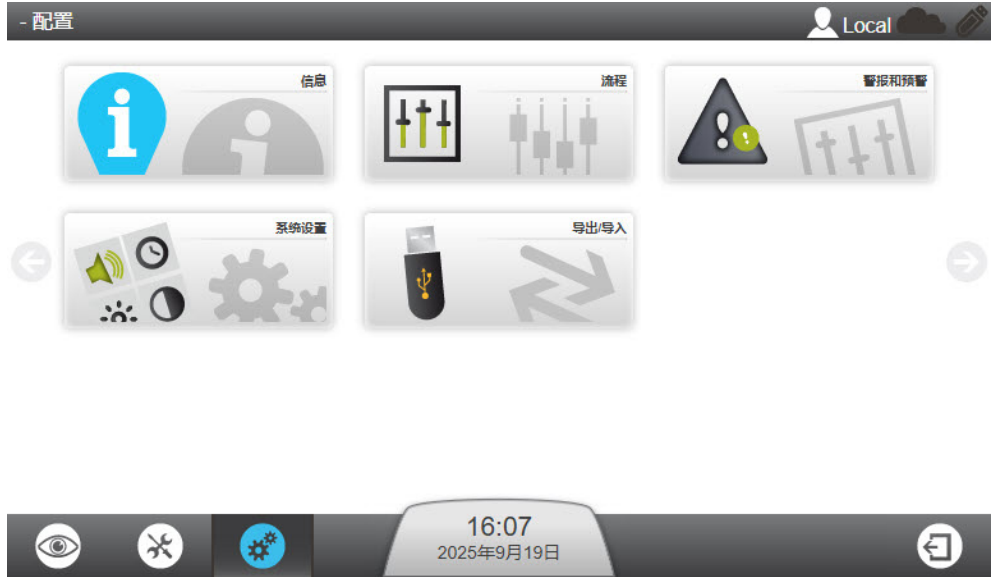 - 配置
Local
信息
流程
警报和预警
系统设置
导出/导入
16:07
2025年9月19日